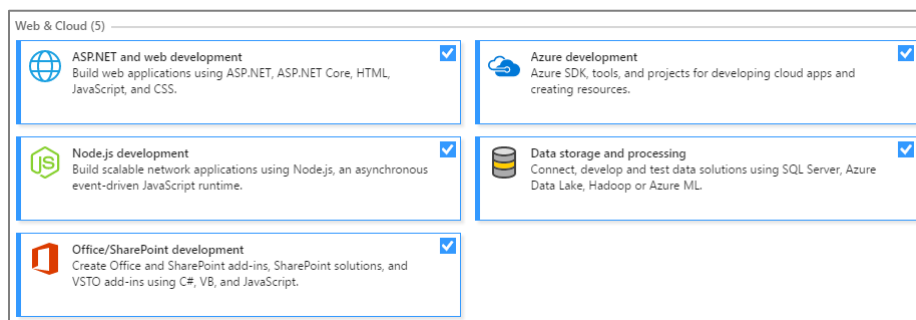 Web & Cloud (5)
ASP.NET and web development
Build web applications using ASP.NET, ASP.NET Core, HTML,
JavaScript, and CSS.
Azure development
Azure SDK, tools, and projects for developing cloud apps and
creating resources.
Node.js development
Build scalable network applications using Node.js, an asynchronous
event-driven JavaScript runtime.
Data storage and processing
Connect, develop and test data solutions using SQL Server, Azure
Data Lake, Hadoop or Azure ML.
Office/SharePoint development
Create Office and SharePoint add-ins, SharePoint solutions, and
VSTO add-ins using C#, VB, and JavaScript.